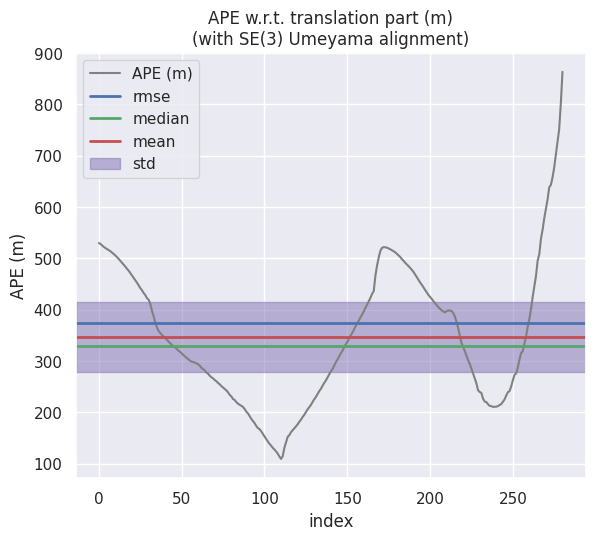 APE w.r.t. translation part (m)
(with SE(3) Umeyama alignment)
900
800
700
600
500
400
300
200
100
APE (m)
APE (m)
rmse
median
mean
std
0
50
100
150
200
250
index